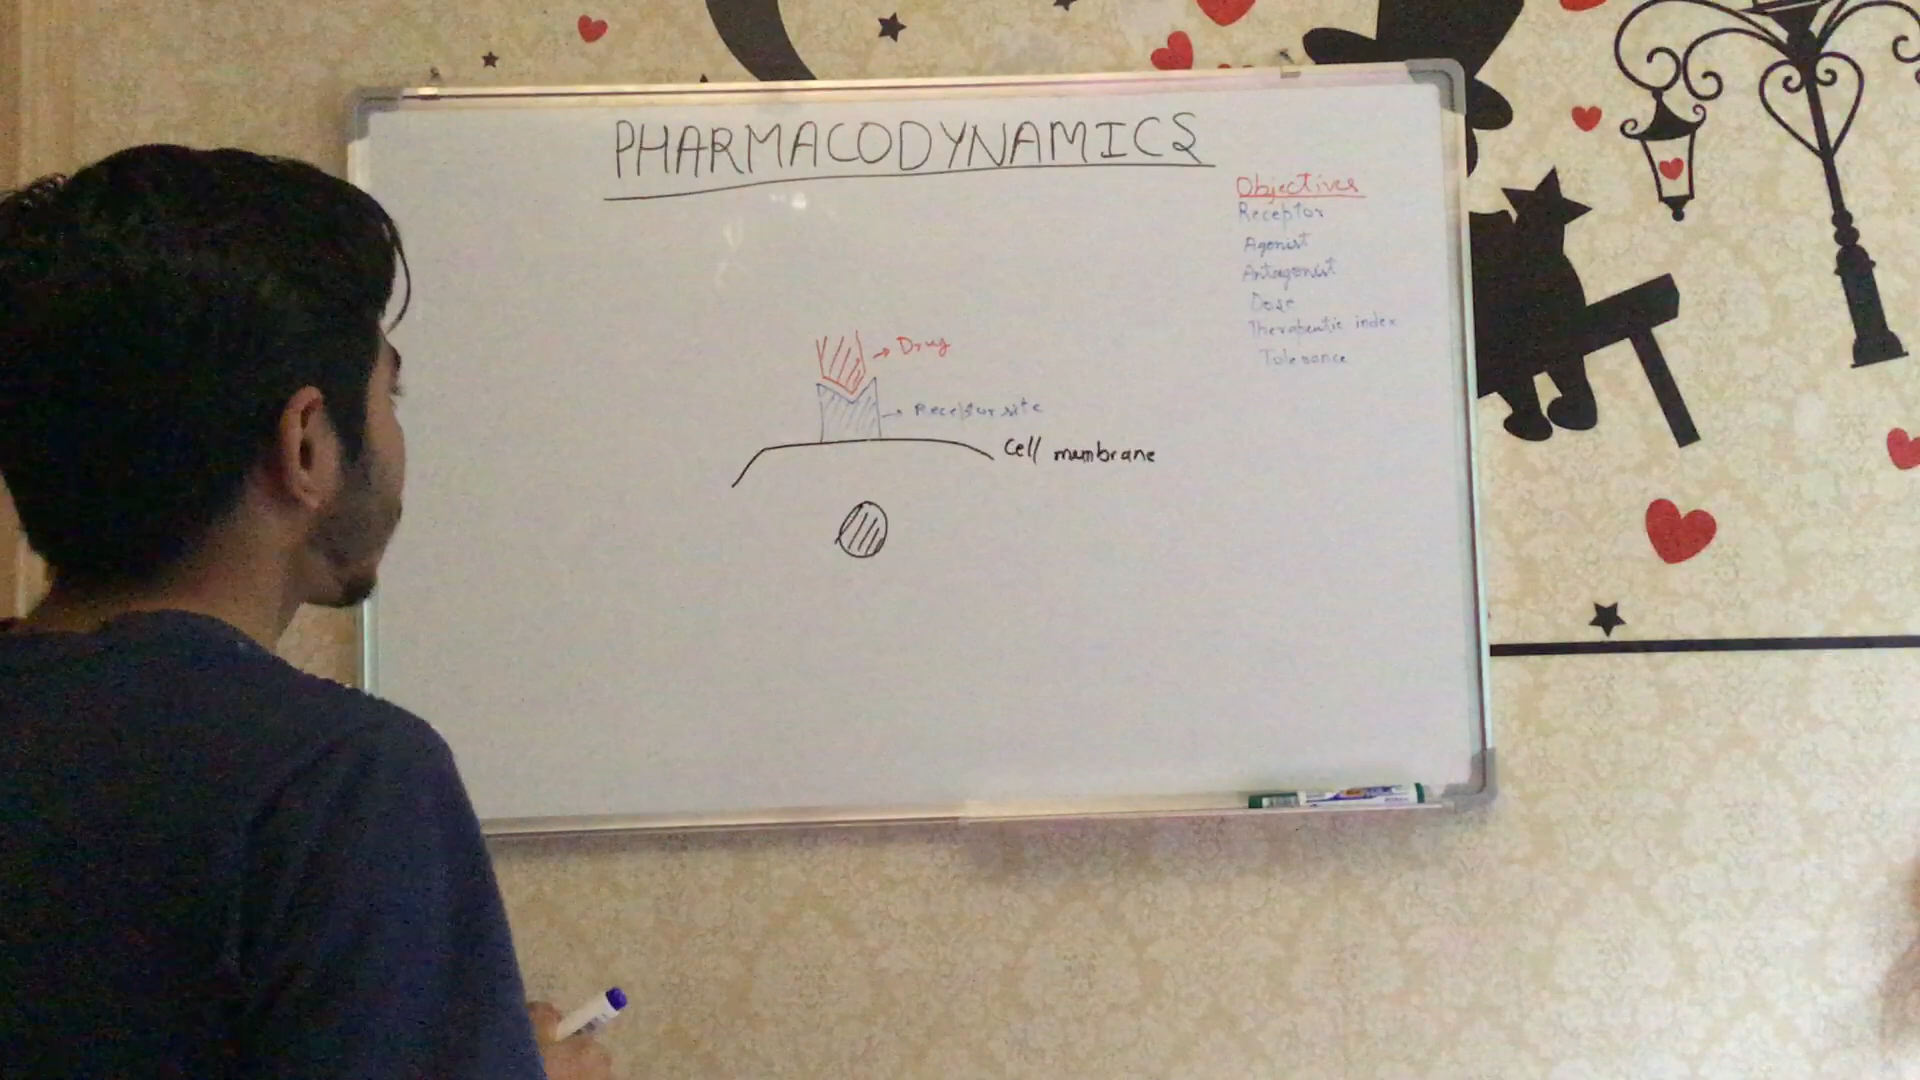 PHARMACODYNAMICS
Objectives
Receptor
Agonist
Antagonist
Dose
Therapeutic index
Tolerance
Drug
Receptor site
Cell membrane